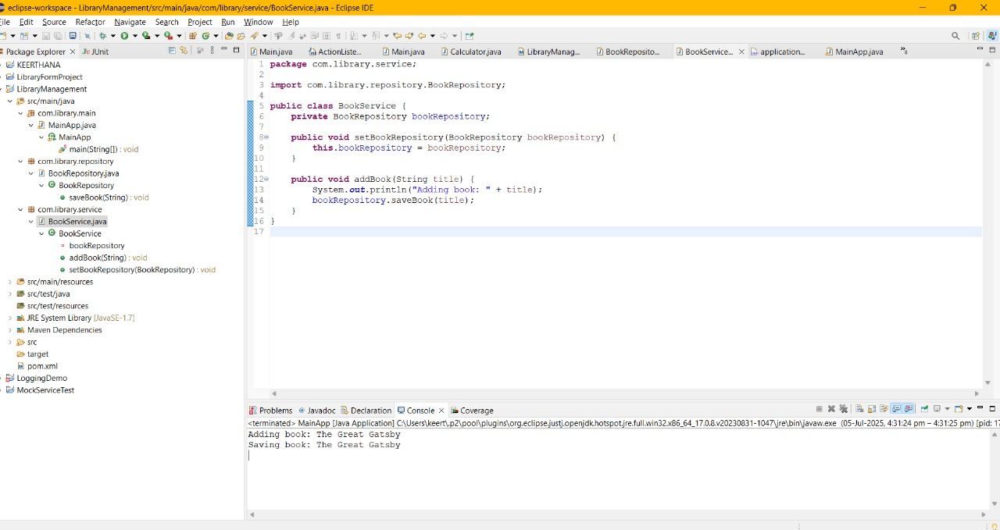 eclipse-workspace - LibraryManagement/src/main/java/com/library/service/BookService.java - Eclipse IDE
File Edit Source Refactor Navigate Search Project Run Window Help
Package Explorer JUnit
KEERTHANA
LibraryFormProject
LibraryManagement
src/main/java
com.library.main
MainApp.java
MainApp
main(String[]) : void
com.library.repository
BookRepository.java
BookRepository
saveBook(String) : void
com.library.service
BookService.java
BookService
bookRepository
addBook(String) : void
setBookRepository(BookRepository) : void
src/main/resources
src/test/java
src/test/resources
JRE System Library [JavaSE-1.7]
Maven Dependencies
src
target
pom.xml
LoggingDemo
MockServiceTest
Main.java ActionListe... Main.java Calculator.java LibraryManag... BookReposito... BookService... application... MainApp.java »8
1 package com.library.service;
2
3 import com.library.repository.BookRepository;
4
5 public class BookService {
6 private BookRepository bookRepository;
7
8 public void setBookRepository(BookRepository bookRepository) {
9 this.bookRepository = bookRepository;
10 }
11
12 public void addBook(String title) {
13 System.out.println("Adding book: " + title);
14 bookRepository.saveBook(title);
15 }
16 }
17
Problems Javadoc Declaration Console Coverage
<terminated> MainApp [Java Application] C:\Users\keert\.p2\pool\plugins\org.eclipse.justj.openjdk.hotspot.jre.full.win32.x86_64_17.0.8.v20230831-1047\jre\bin\javaw.exe (05-Jul-2025, 4:31:24 pm – 4:31:25 pm) [pid: 17
Adding book: The Great Gatsby
Saving book: The Great Gatsby